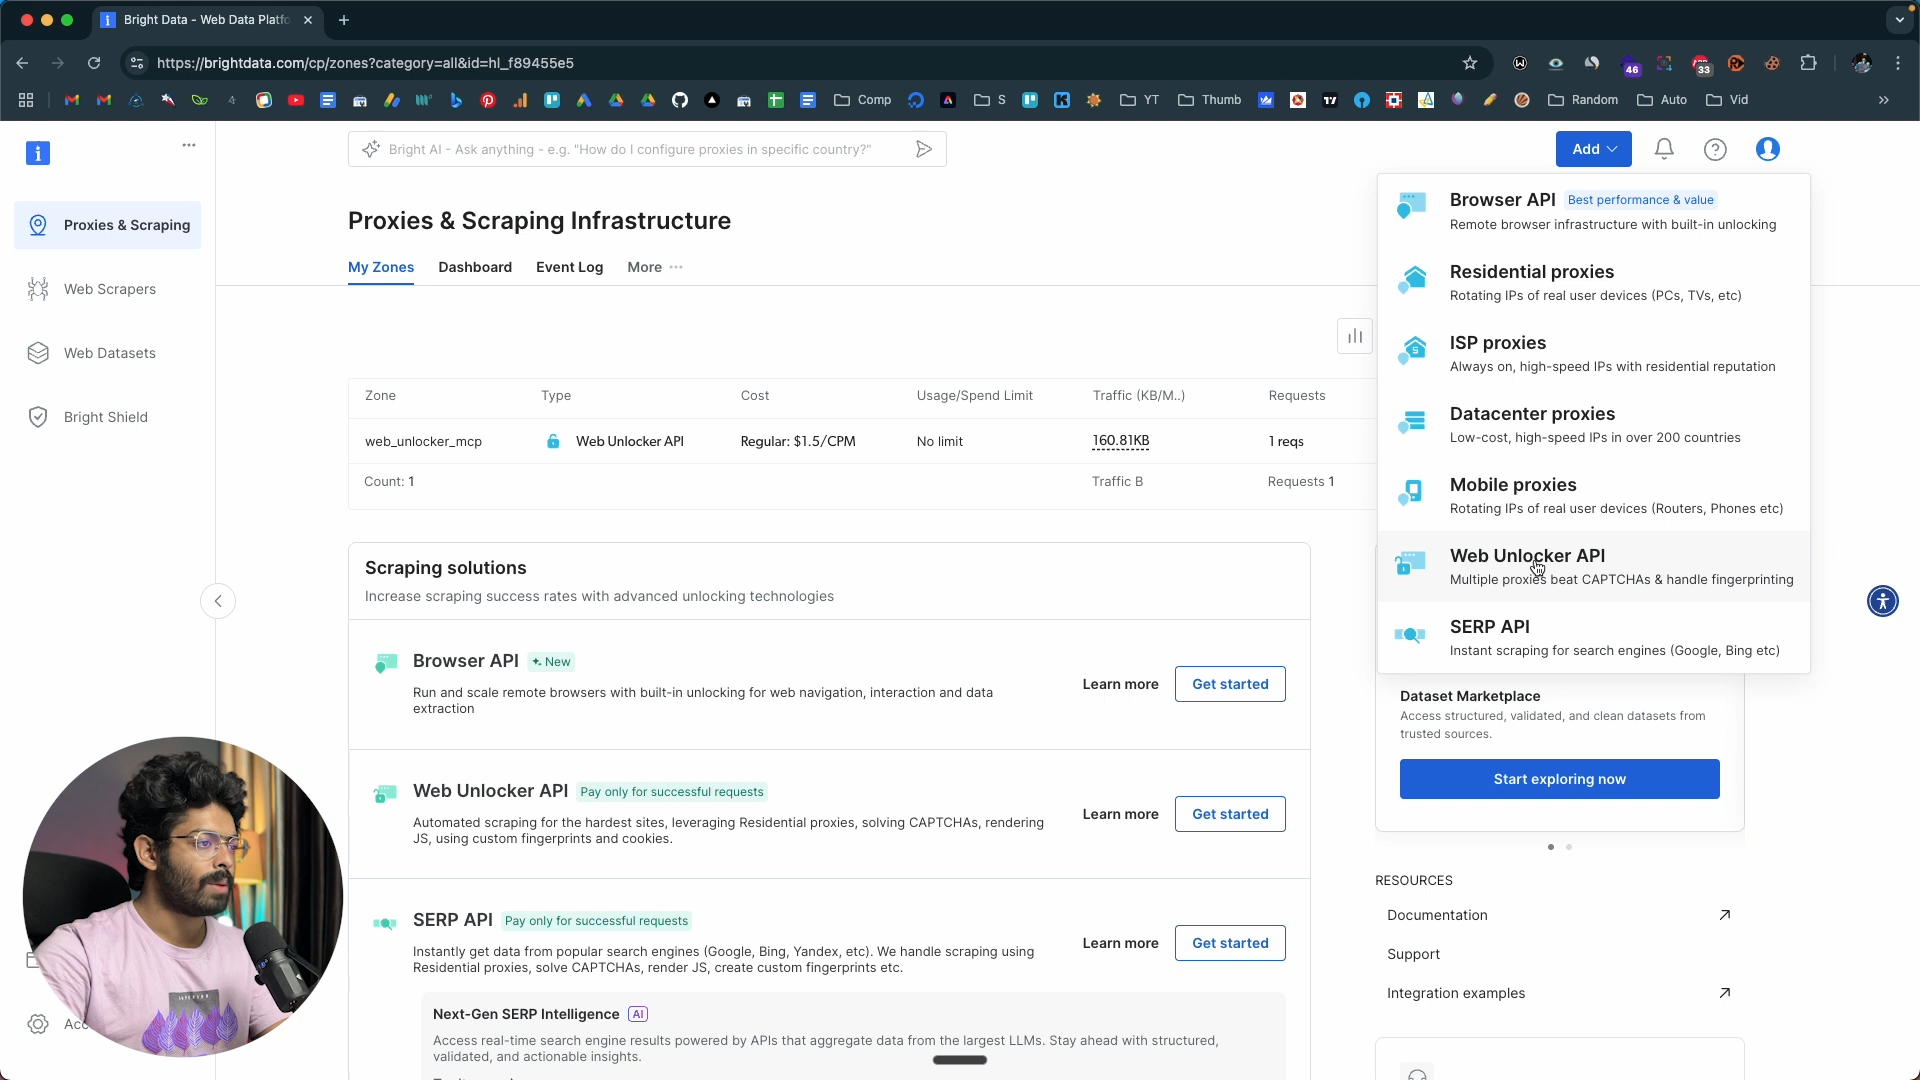 Bright Data - Web Data Platfo
https://brightdata.com/cp/zones?category=all&id=hl_f89455e5
46
33
Comp
S
YT
Thumb
Random
Auto
Vid
Bright AI - Ask anything - e.g. "How do I configure proxies in specific country?"
Add
Proxies & Scraping
Web Scrapers
Web Datasets
Bright Shield
Acc
Proxies & Scraping Infrastructure
My Zones Dashboard Event Log More
Zone Type Cost Usage/Spend Limit Traffic (KB/M..) Requests
web_unlocker_mcp Web Unlocker API Regular: $1.5/CPM No limit 160.81KB 1 reqs
Count: 1 Traffic B Requests 1
Scraping solutions
Increase scraping success rates with advanced unlocking technologies
Browser API New
Run and scale remote browsers with built-in unlocking for web navigation, interaction and data
extraction
Learn more Get started
Web Unlocker API Pay only for successful requests
Automated scraping for the hardest sites, leveraging Residential proxies, solving CAPTCHAs, rendering
JS, using custom fingerprints and cookies.
Learn more Get started
SERP API Pay only for successful requests
Instantly get data from popular search engines (Google, Bing, Yandex, etc). We handle scraping using
Residential proxies, solve CAPTCHAs, render JS, create custom fingerprints etc.
Learn more Get started
Next-Gen SERP Intelligence AI
Access real-time search engine results powered by APIs that aggregate data from the largest LLMs. Stay ahead with structured,
validated, and actionable insights.
Browser API Best performance & value
Remote browser infrastructure with built-in unlocking
Residential proxies
Rotating IPs of real user devices (PCs, TVs, etc)
ISP proxies
Always on, high-speed IPs with residential reputation
Datacenter proxies
Low-cost, high-speed IPs in over 200 countries
Mobile proxies
Rotating IPs of real user devices (Routers, Phones etc)
Web Unlocker API
Multiple proxies beat CAPTCHAs & handle fingerprinting
SERP API
Instant scraping for search engines (Google, Bing etc)
Dataset Marketplace
Access structured, validated, and clean datasets from
trusted sources.
Start exploring now
RESOURCES
Documentation
Support
Integration examples